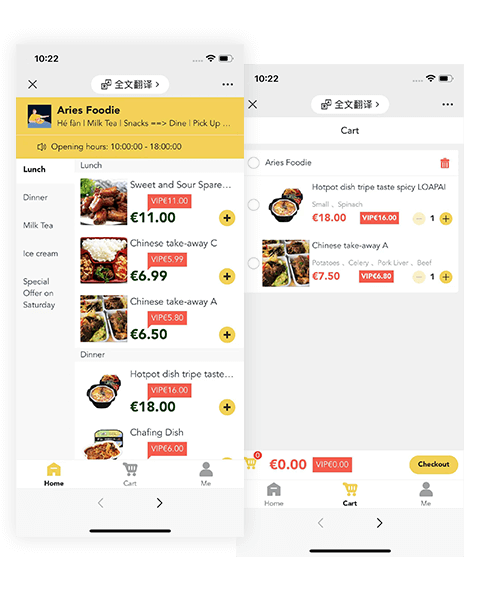 10:22
全文翻译 >
Aries Foodie
Hé fàn | Milk Tea | Snacks ==> Dine | Pick Up ...
Opening hours: 10:00:00 - 18:00:00
Lunch
Dinner
Milk Tea
Ice cream
Special
Offer on
Saturday
Lunch
Sweet and Sour Spare...
VIP€11.00
€11.00
Chinese take-away C
VIP€5.99
€6.99
Chinese take-away A
VIP€5.80
€6.50
Dinner
Hotpot dish tripe taste...
VIP€16.00
€18.00
Chafing Dish
VIP€6.00
Home
Cart
Me
10:22
全文翻译 >
Cart
Aries Foodie
Hotpot dish tripe taste spicy LOAPAI
Small 、Spinach
€18.00 VIP€16.00 1
Chinese take-away A
Potatoes 、Celery 、Pork Liver 、Beef
€7.50 VIP€6.80 1
0
€0.00 VIP€0.00 Checkout
Home
Cart
Me